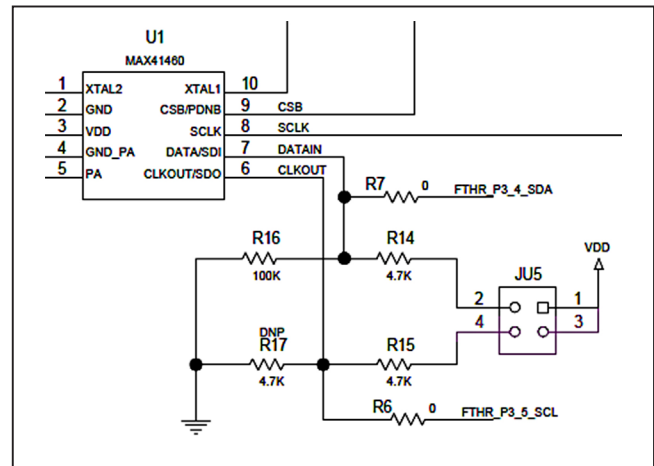 U1
MAX41460
1 XTAL2 XTAL1 10
2 GND CSB/PDNB 9 CSB
3 VDD SCLK 8 SCLK
4 GND_PA DATA/SDI 7 DATAIN
5 PA CLKOUT/SDO 6 CLKOUT
R7 0 FTHR_P3_4_SDA
R16 R14 VDD
100K 4.7K JU5
2 1
4 3
DNP
R17 R15
4.7K 4.7K
R6 0 FTHR_P3_5_SCL